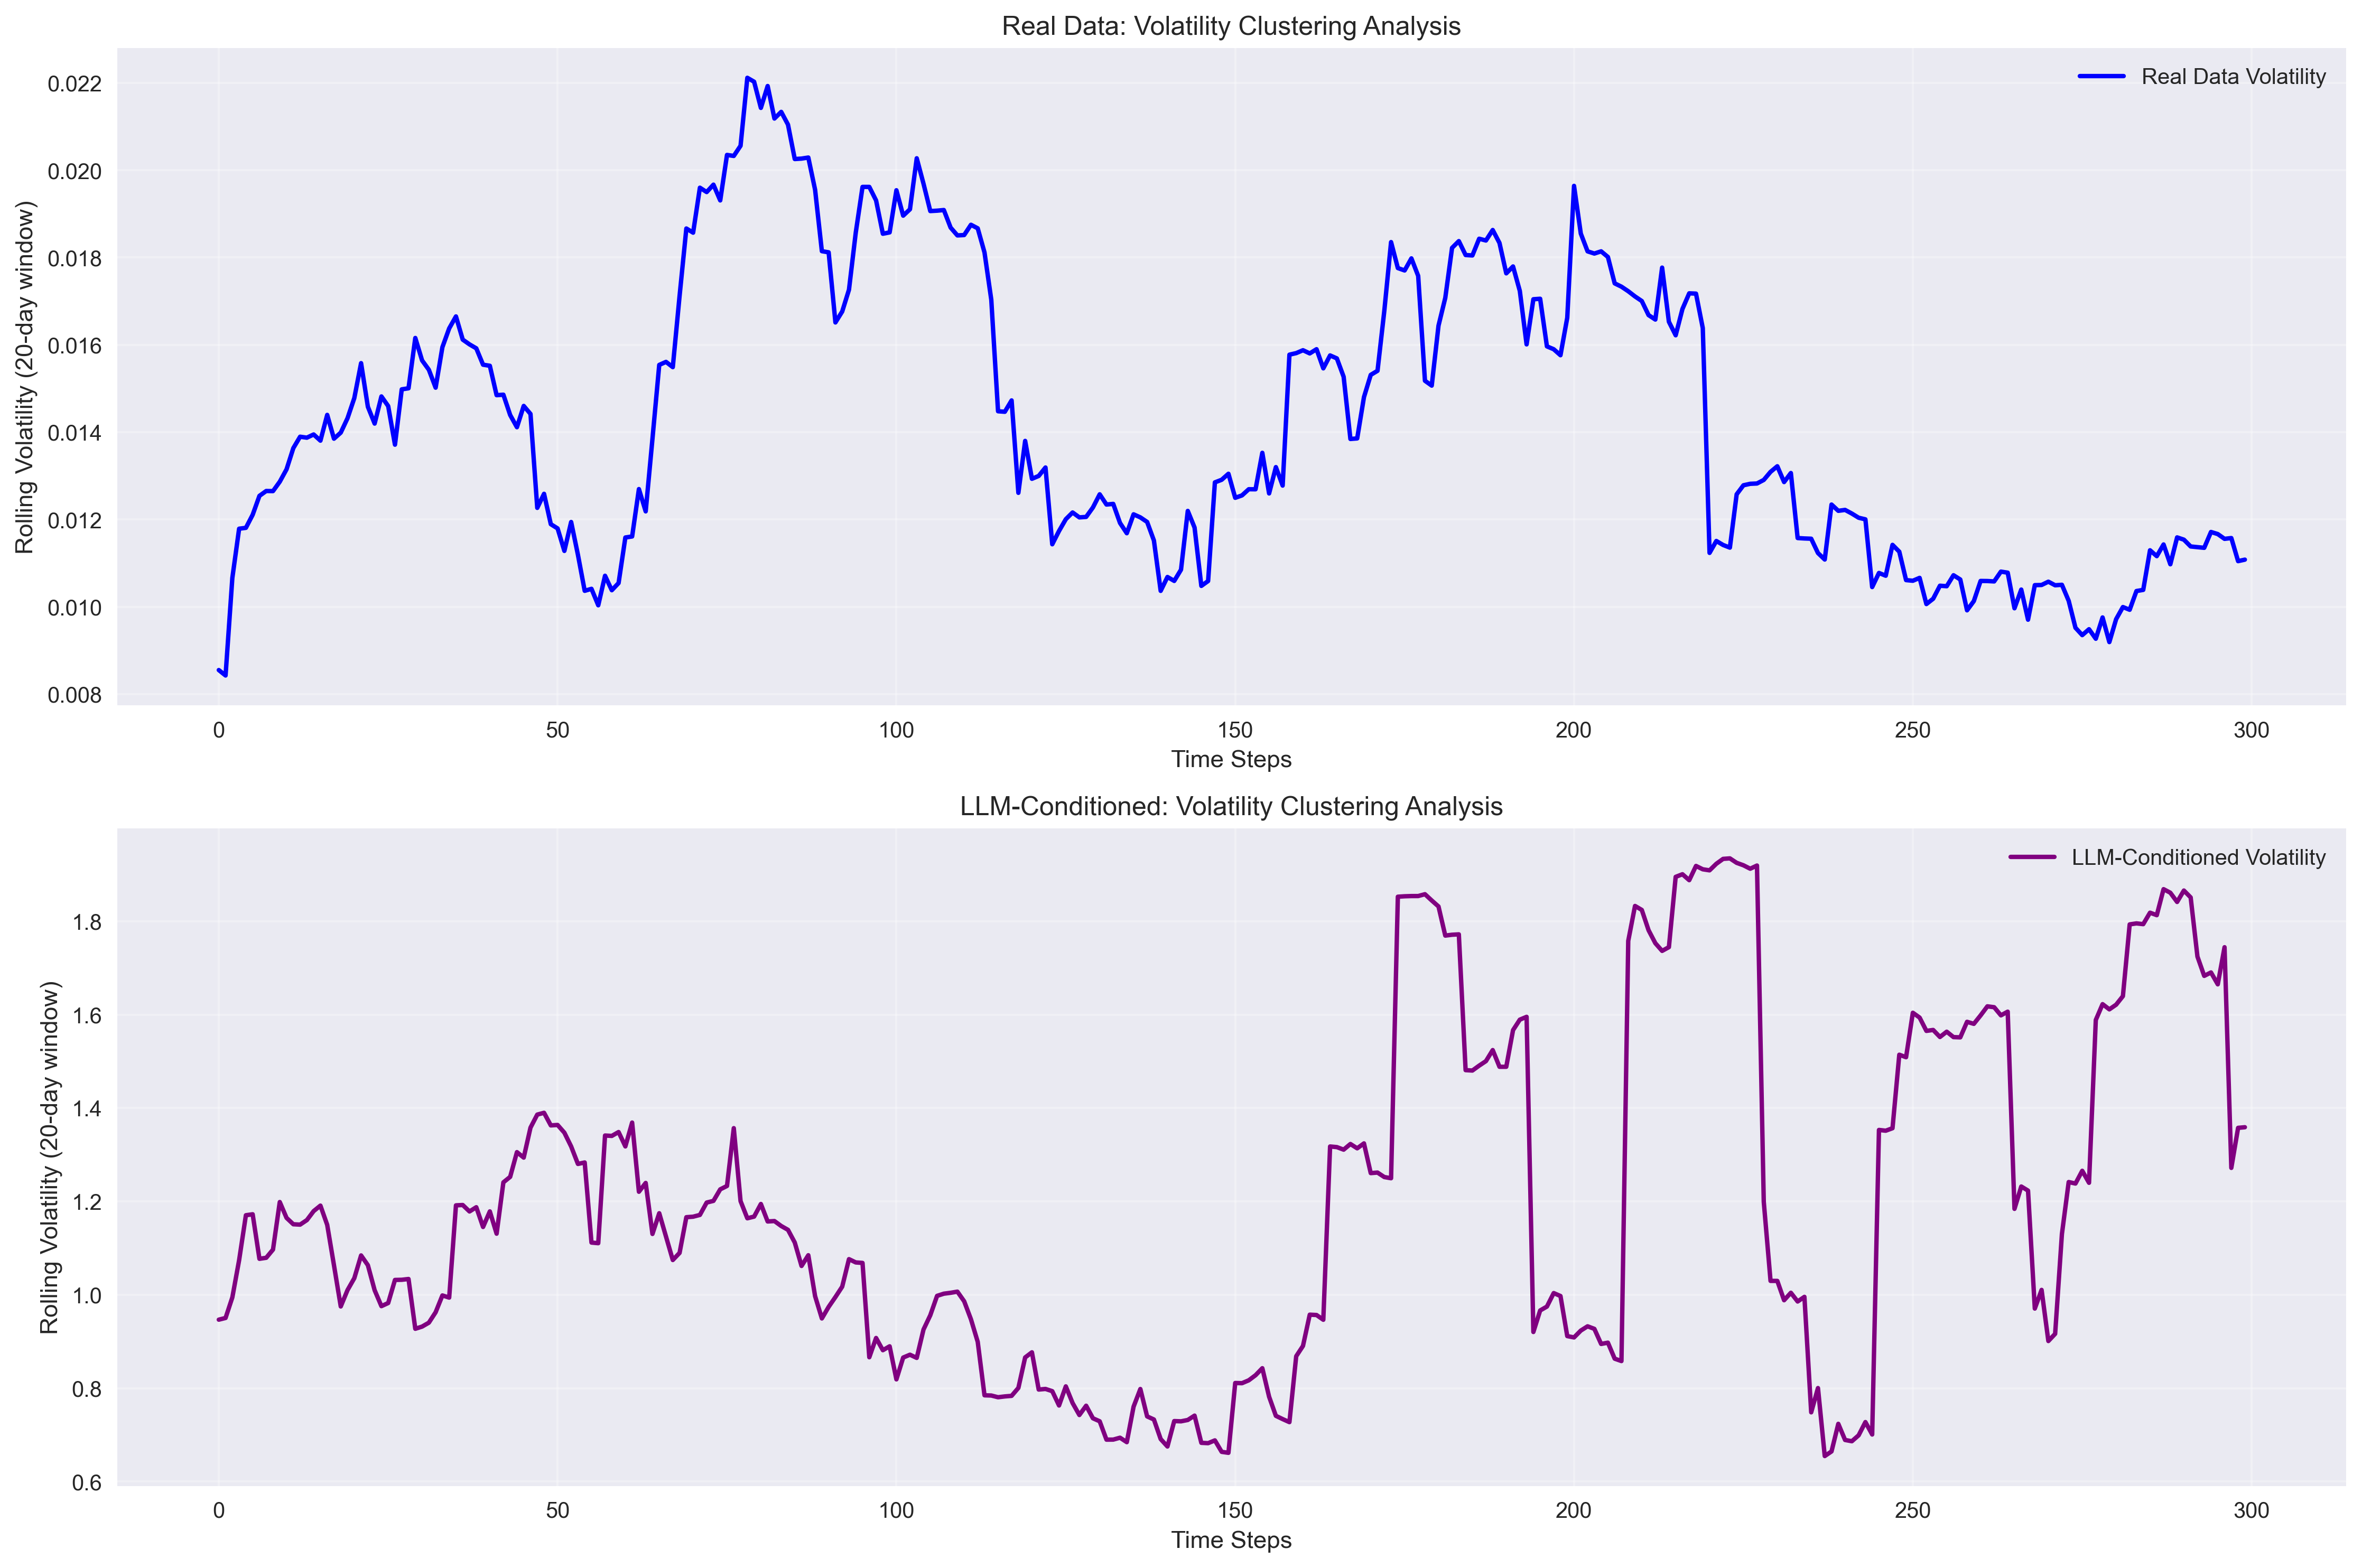 Real Data: Volatility Clustering Analysis
Real Data Volatility
Rolling Volatility (20-day window)
0.022
0.020
0.018
0.016
0.014
0.012
0.010
0.008
0 50 100 150 200 250 300
Time Steps
LLM-Conditioned: Volatility Clustering Analysis
LLM-Conditioned Volatility
Rolling Volatility (20-day window)
1.8
1.6
1.4
1.2
1.0
0.8
0.6
0 50 100 150 200 250 300
Time Steps